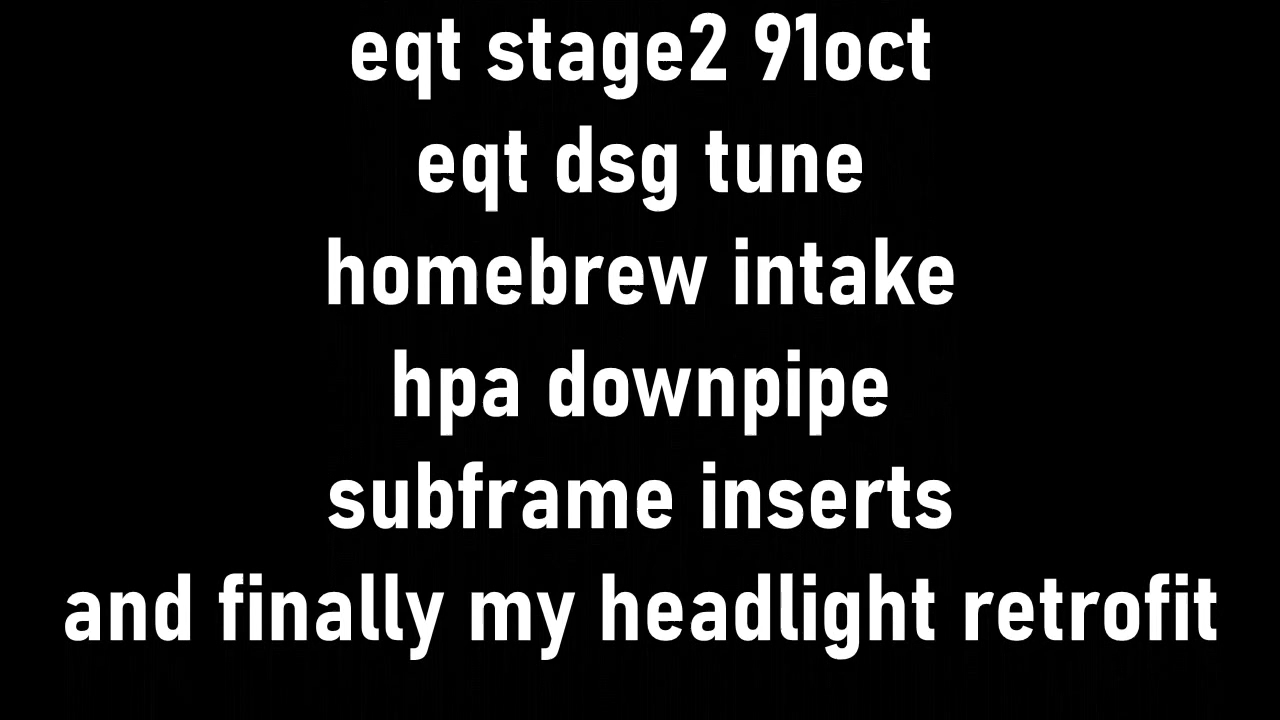 eqt stage2 91oct
eqt dsg tune
homebrew intake
hpa downpipe
subframe inserts
and finally my headlight retrofit